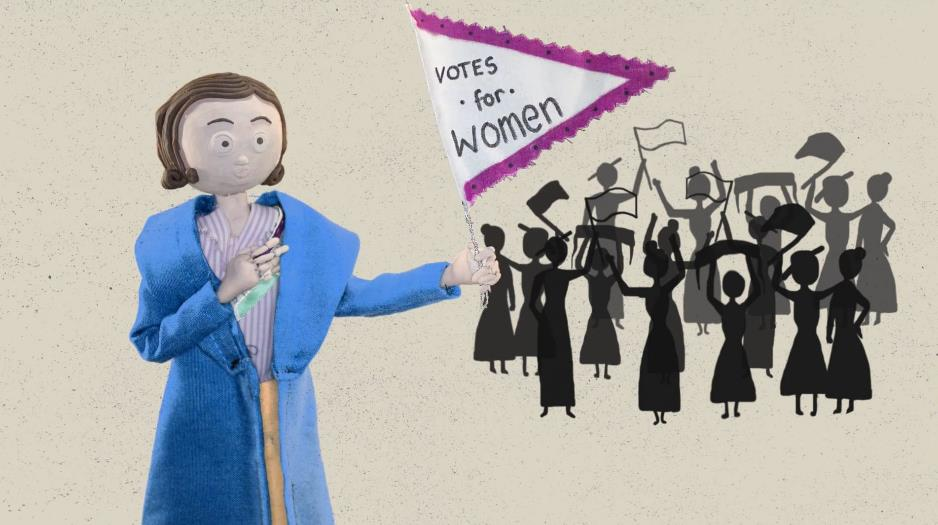 VOTES
· for ·
women